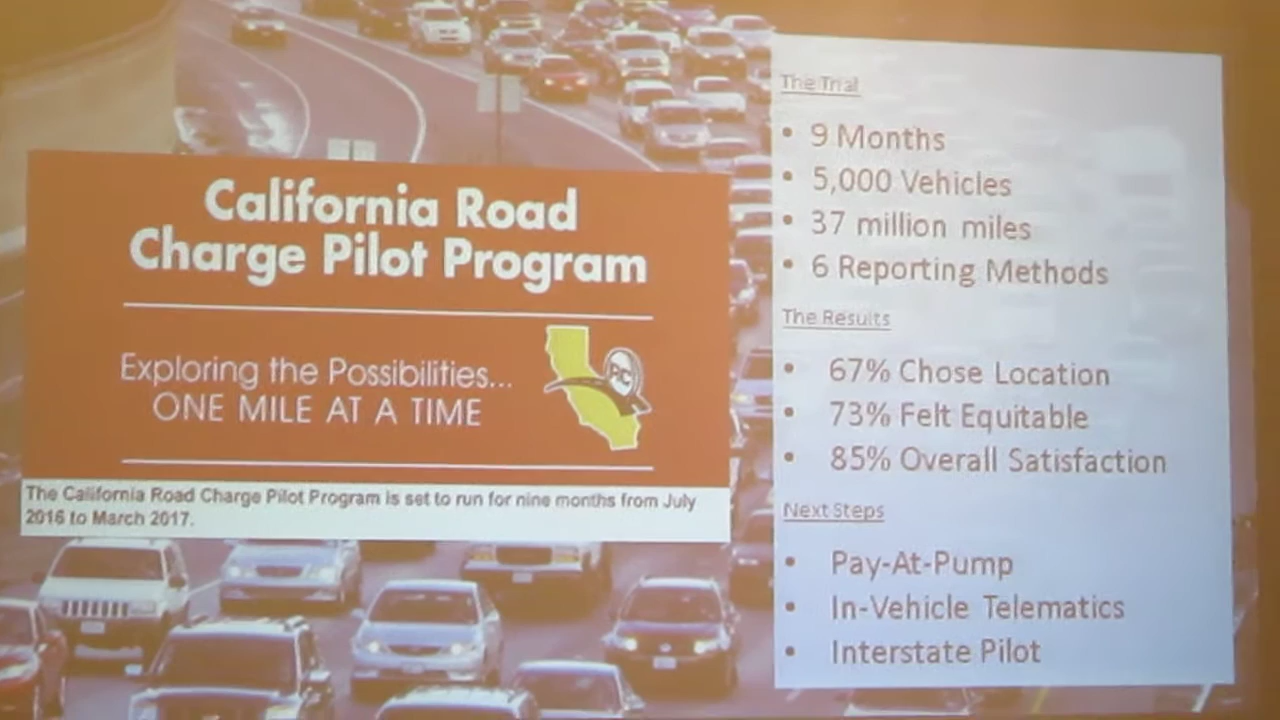 California Road
Charge Pilot Program
Exploring the Possibilities...
ONE MILE AT A TIME
RC
The California Road Charge Pilot Program is set to run for nine months from July
2016 to March 2017.
The Trial
• 9 Months
• 5,000 Vehicles
• 37 million miles
• 6 Reporting Methods
The Results
• 67% Chose Location
• 73% Felt Equitable
• 85% Overall Satisfaction
Next Steps
• Pay-At-Pump
• In-Vehicle Telematics
• Interstate Pilot